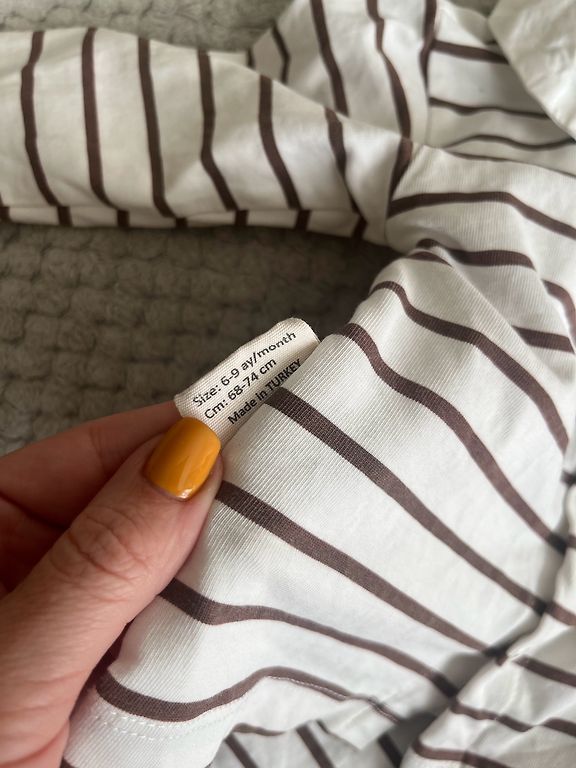 Size: 6-9 ay/month
Cm: 68-74 cm
Made in TURKEY